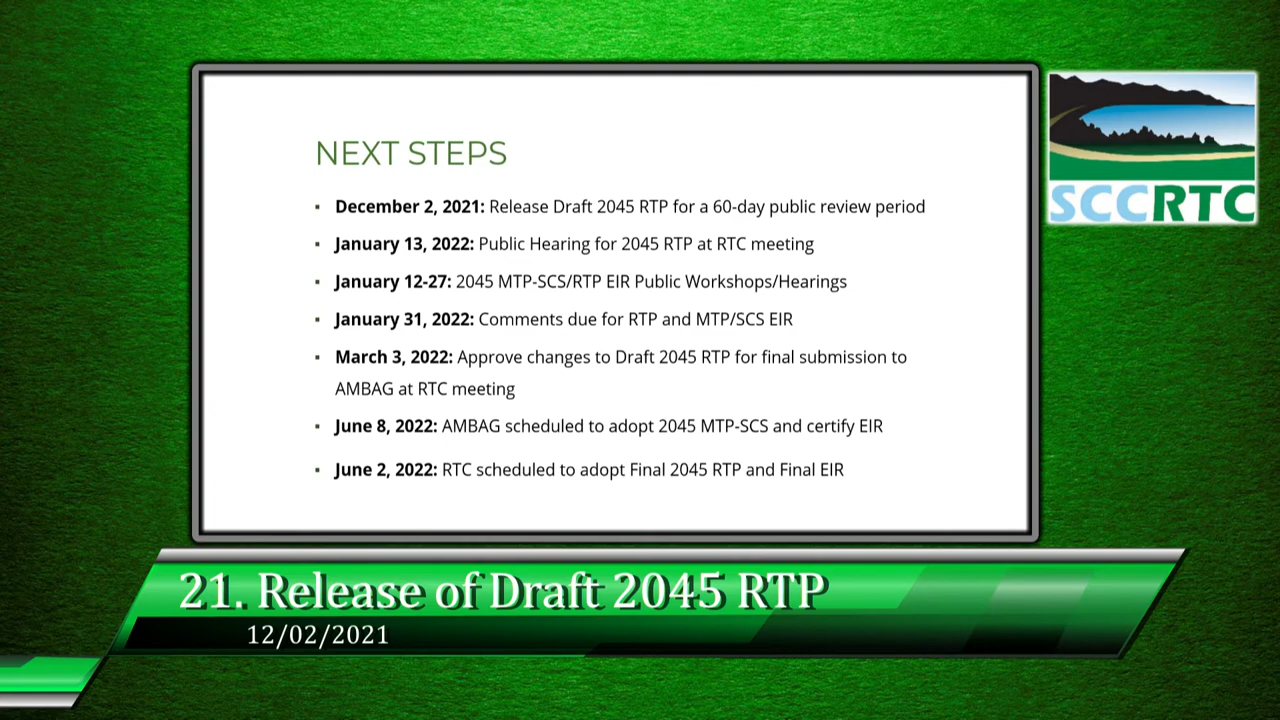 NEXT STEPS
▪ December 2, 2021: Release Draft 2045 RTP for a 60-day public review period
▪ January 13, 2022: Public Hearing for 2045 RTP at RTC meeting
▪ January 12-27: 2045 MTP-SCS/RTP EIR Public Workshops/Hearings
▪ January 31, 2022: Comments due for RTP and MTP/SCS EIR
▪ March 3, 2022: Approve changes to Draft 2045 RTP for final submission to
AMBAG at RTC meeting
▪ June 8, 2022: AMBAG scheduled to adopt 2045 MTP-SCS and certify EIR
▪ June 2, 2022: RTC scheduled to adopt Final 2045 RTP and Final EIR
SCCRTC
21. Release of Draft 2045 RTP
12/02/2021